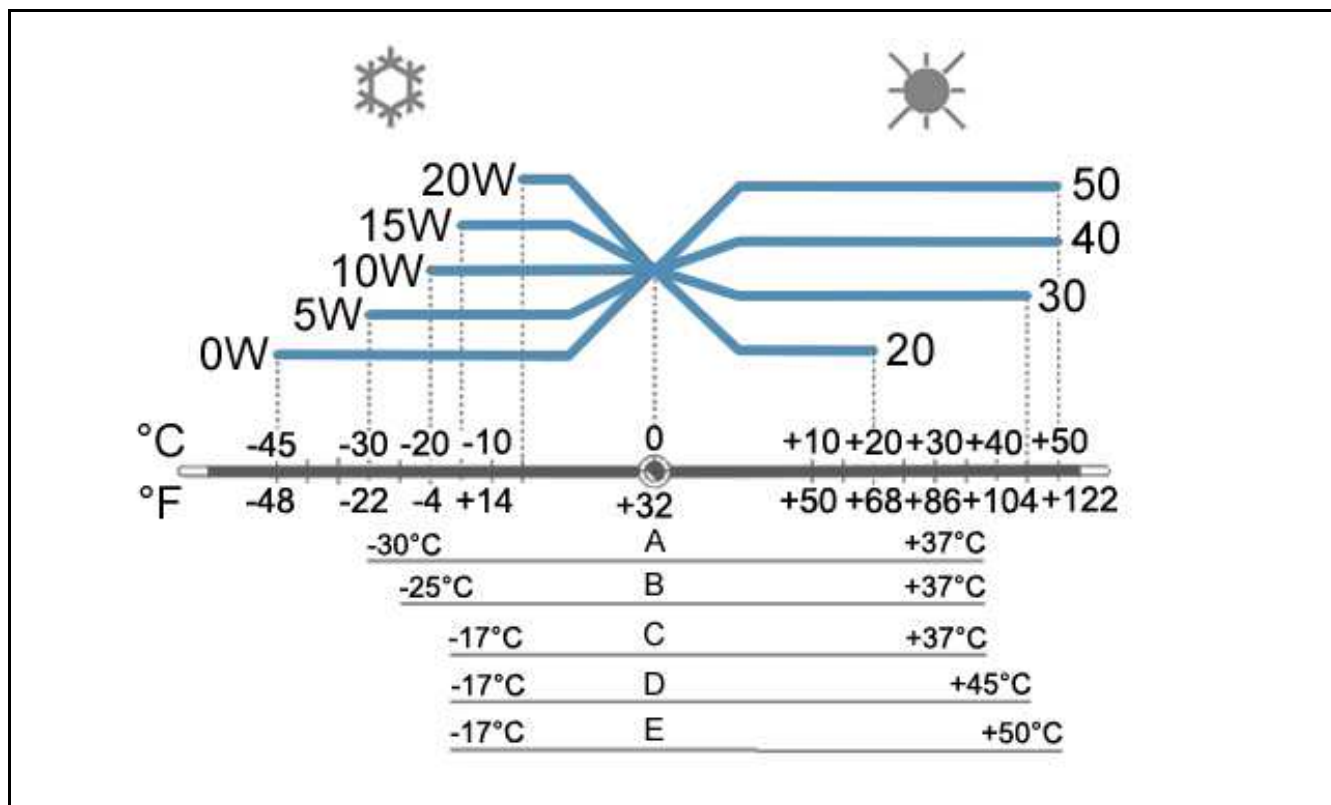 20W 50
15W 40
10W 30
5W
0W 20
°C -45 -30 -20 -10 0 +10 +20 +30 +40 +50
°F -48 -22 -4 +14 +32 +50 +68 +86 +104 +122
-30°C A +37°C
-25°C B +37°C
-17°C C +37°C
-17°C D +45°C
-17°C E +50°C